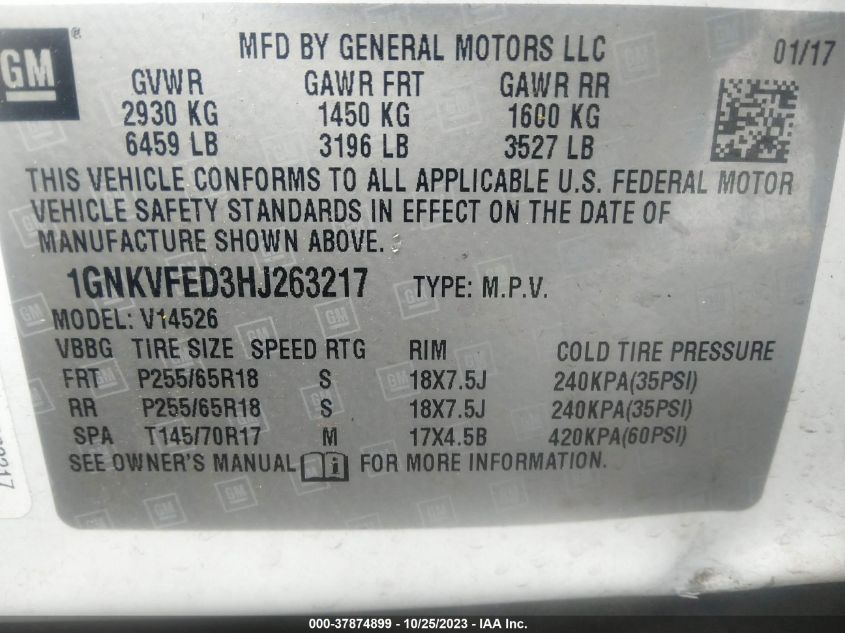 GM
MFD BY GENERAL MOTORS LLC 01/17
GVWR GAWR FRT GAWR RR
2930 KG 1450 KG 1600 KG
6459 LB 3196 LB 3527 LB
THIS VEHICLE CONFORMS TO ALL APPLICABLE U.S. FEDERAL MOTOR
VEHICLE SAFETY STANDARDS IN EFFECT ON THE DATE OF
MANUFACTURE SHOWN ABOVE.
1GNKVFED3HJ263217 TYPE: M.P.V.
MODEL: V14526
VBBG TIRE SIZE SPEED RTG RIM COLD TIRE PRESSURE
FRT P255/65R18 S 18X7.5J 240KPA(35PSI)
RR P255/65R18 S 18X7.5J 240KPA(35PSI)
SPA T145/70R17 M 17X4.5B 420KPA(60PSI)
SEE OWNER'S MANUAL FOR MORE INFORMATION.
000-37874899 - 10/25/2023 - IAA Inc.